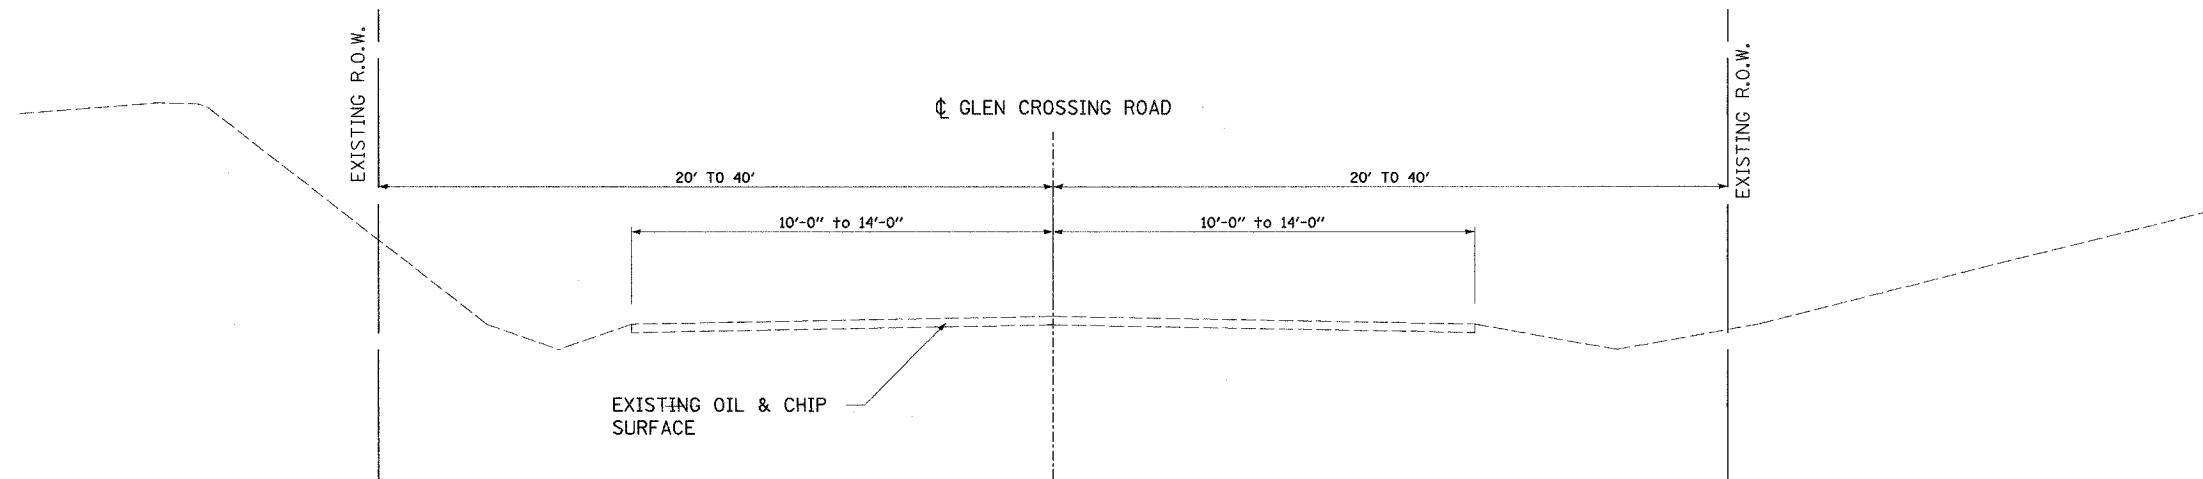 EXISTING R.O.W.
EXISTING R.O.W.
℄ GLEN CROSSING ROAD
20' TO 40'
20' TO 40'
10'-0" to 14'-0"
10'-0" to 14'-0"
EXISTING OIL & CHIP
SURFACE